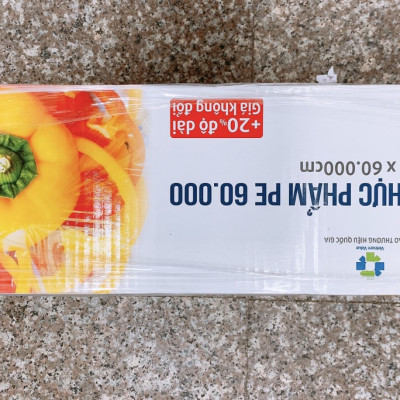 Vietnam Value
ẠO THƯƠNG HIỆU QUỐC GIA
HỰC PHẨM PE 60.000
x 60.000cm
+20% độ dài
Giá không đổi